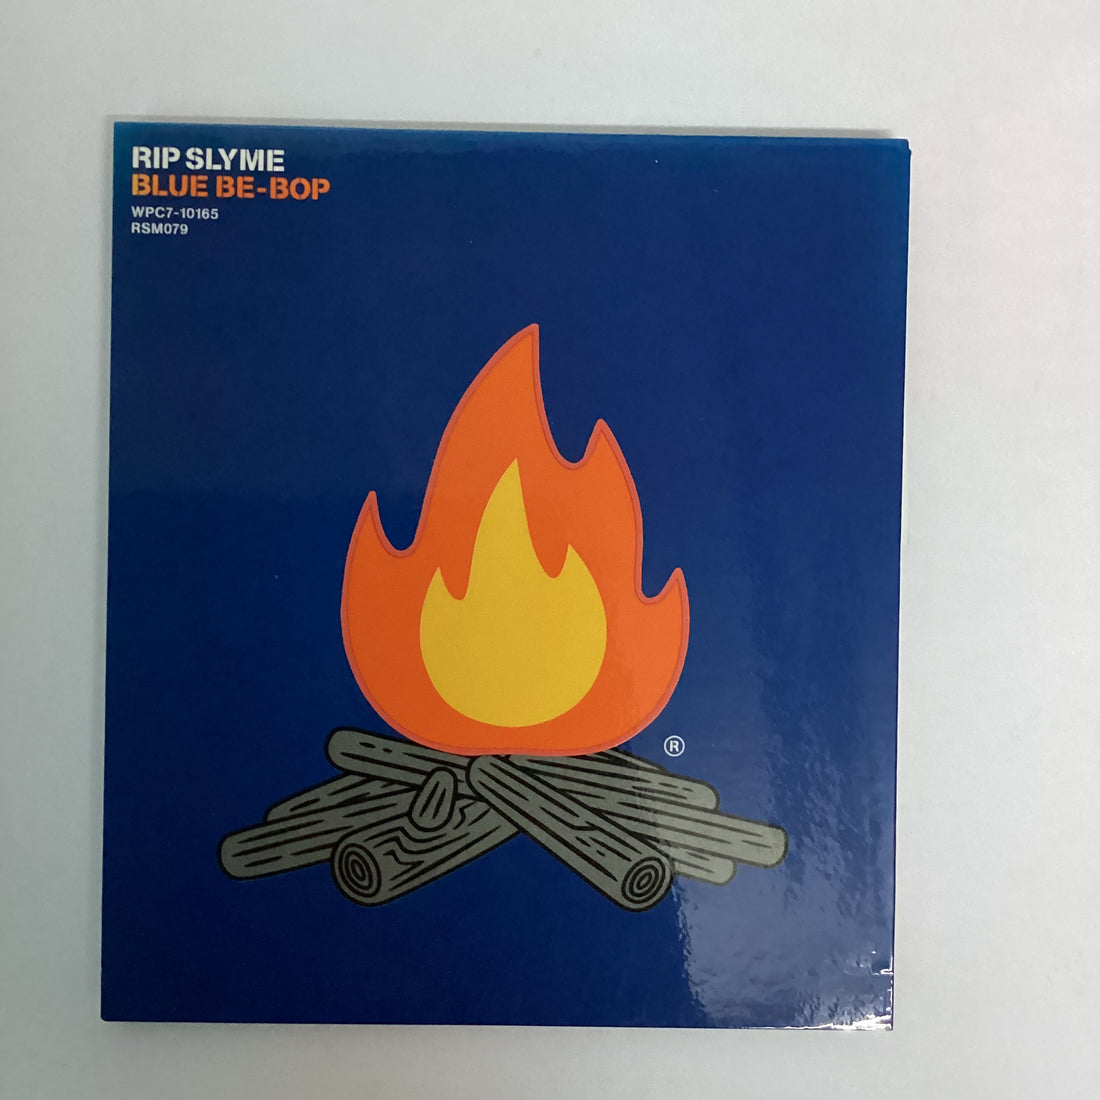 RIP SLYME
BLUE BE-BOP
WPC7-10165
RSM079
®